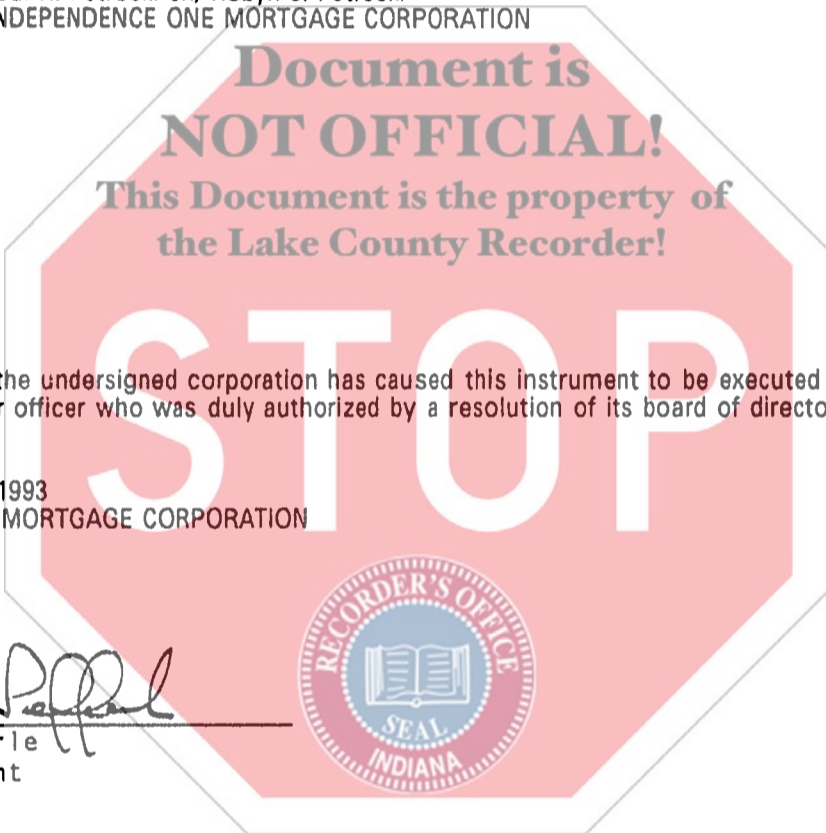 NDEPENDENCE ONE MORTGAGE CORPORATION
Document is
NOT OFFICIAL!
This Document is the property of
the Lake County Recorder!
STOP
the undersigned corporation has caused this instrument to be executed
r officer who was duly authorized by a resolution of its board of directo
1993
MORTGAGE CORPORATION
RECORDER'S OFFICE
SEAL
INDIANA
rle
nt